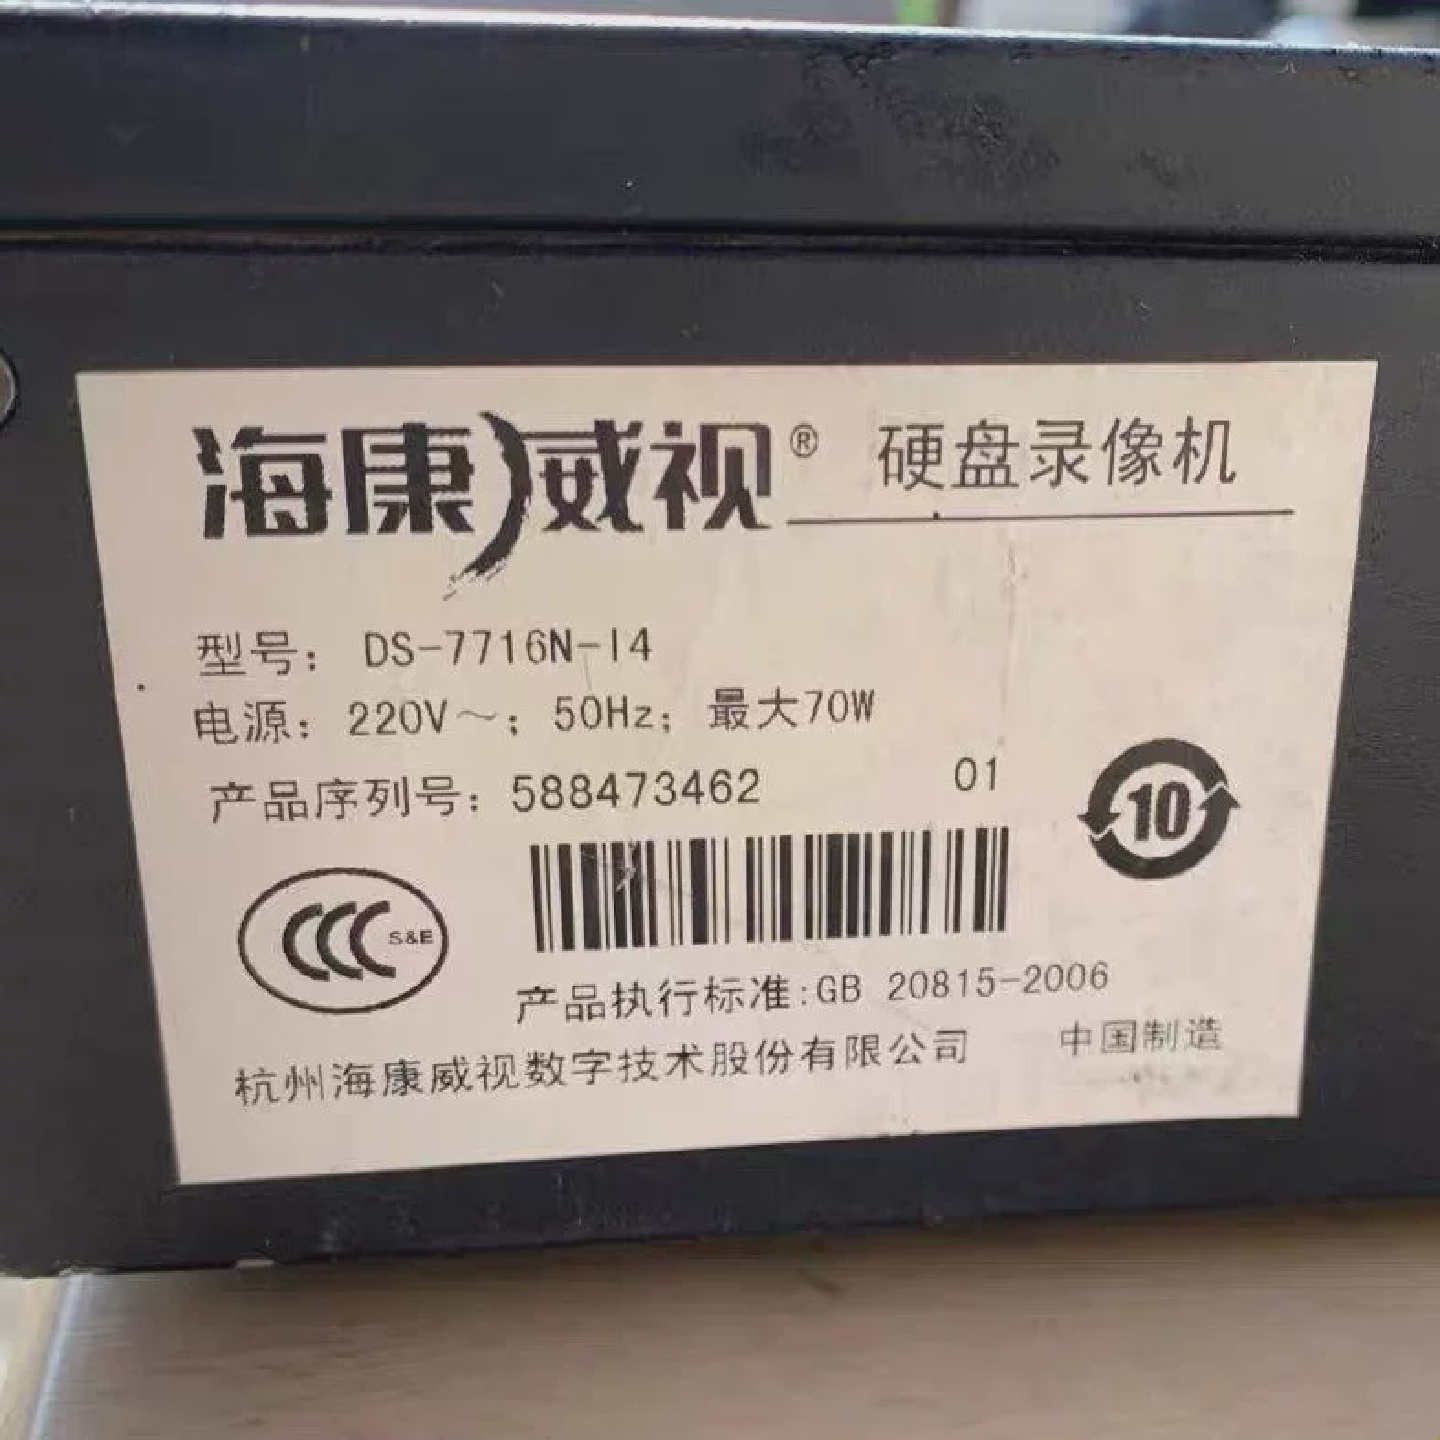 海康威视® 硬盘录像机
型号： DS-7716N-I4
电源：220V～；50Hz；最大70W
产品序列号：588473462 01
10
CCC S&E
产品执行标准:GB 20815-2006
杭州海康威视数字技术股份有限公司 中国制造